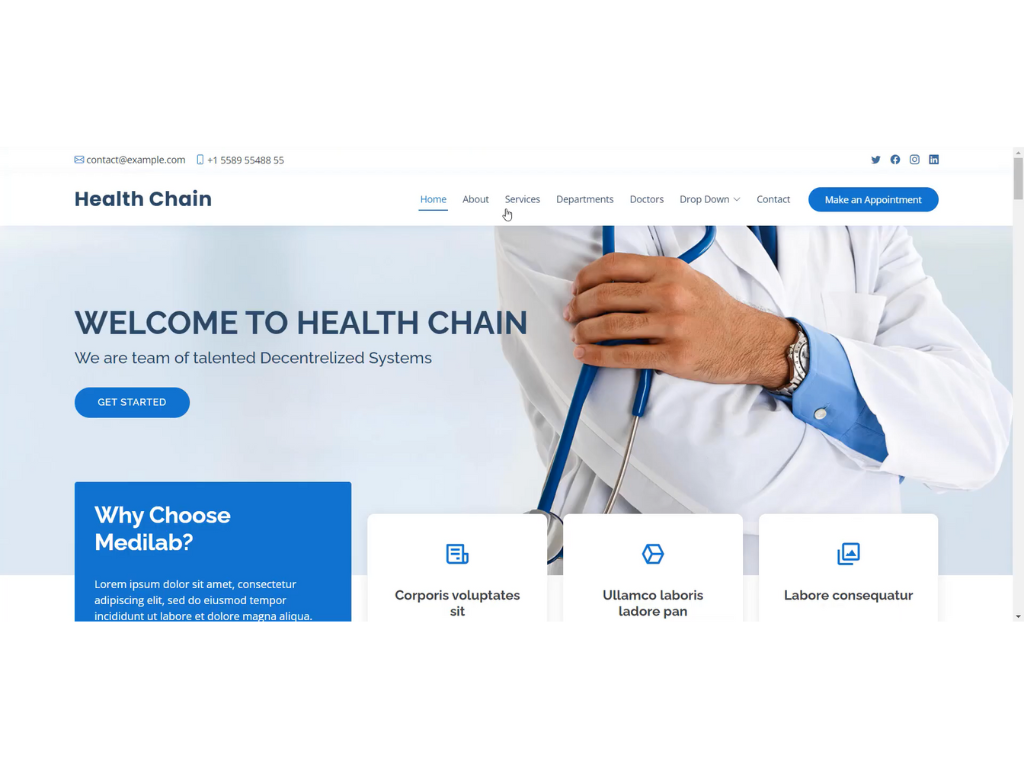 contact@example.com +1 5589 55488 55
Health Chain
Home About Services Departments Doctors Drop Down Contact Make an Appointment
WELCOME TO HEALTH CHAIN
We are team of talented Decentrelized Systems
GET STARTED
Why Choose
Medilab?
Lorem ipsum dolor sit amet, consectetur
adipiscing elit, sed do eiusmod tempor
incididunt ut labore et dolore magna aliqua.
Corporis voluptates
sit
Ullamco laboris
ladore pan
Labore consequatur